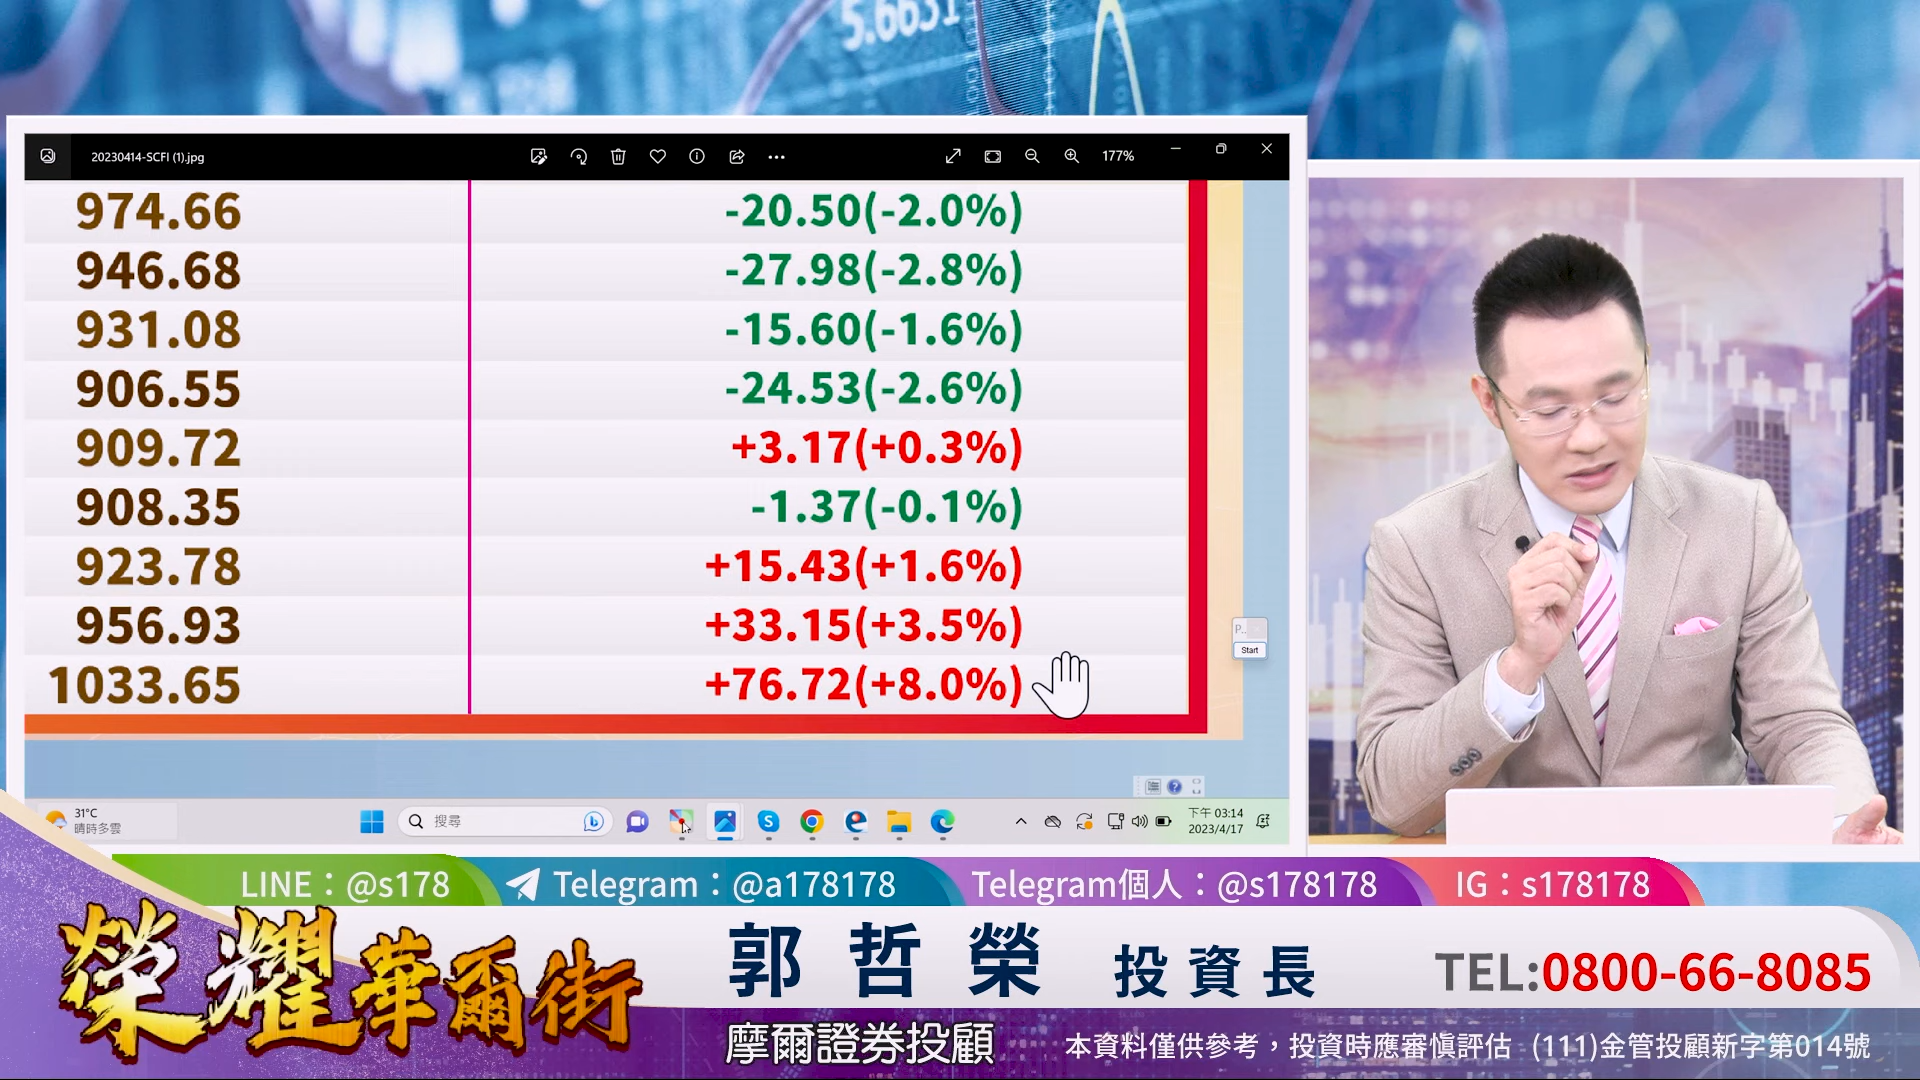 5.6631
20230414-SCFI (1).jpg
177%
974.66 -20.50(-2.0%)
946.68 -27.98(-2.8%)
931.08 -15.60(-1.6%)
906.55 -24.53(-2.6%)
909.72 +3.17(+0.3%)
908.35 -1.37(-0.1%)
923.78 +15.43(+1.6%)
956.93 +33.15(+3.5%)
1033.65 +76.72(+8.0%)
P...
Start
31°C
晴時多雲
搜尋
下午 03:14
2023/4/17
LINE：@s178
Telegram：@a178178
Telegram個人：@s178178
IG：s178178
榮耀華爾街
郭哲榮 投資長
TEL:0800-66-8085
摩爾證券投顧
本資料僅供參考，投資時應審慎評估 (111)金管投顧新字第014號